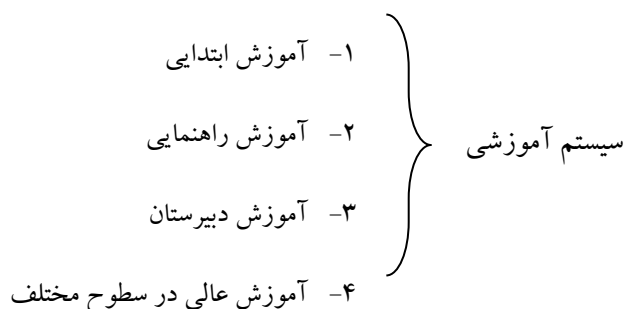 ۱- آموزش ابتدایی
۲- آموزش راهنمایی
سیستم آموزشی
۳- آموزش دبیرستان
۴- آموزش عالی در سطوح مختلف